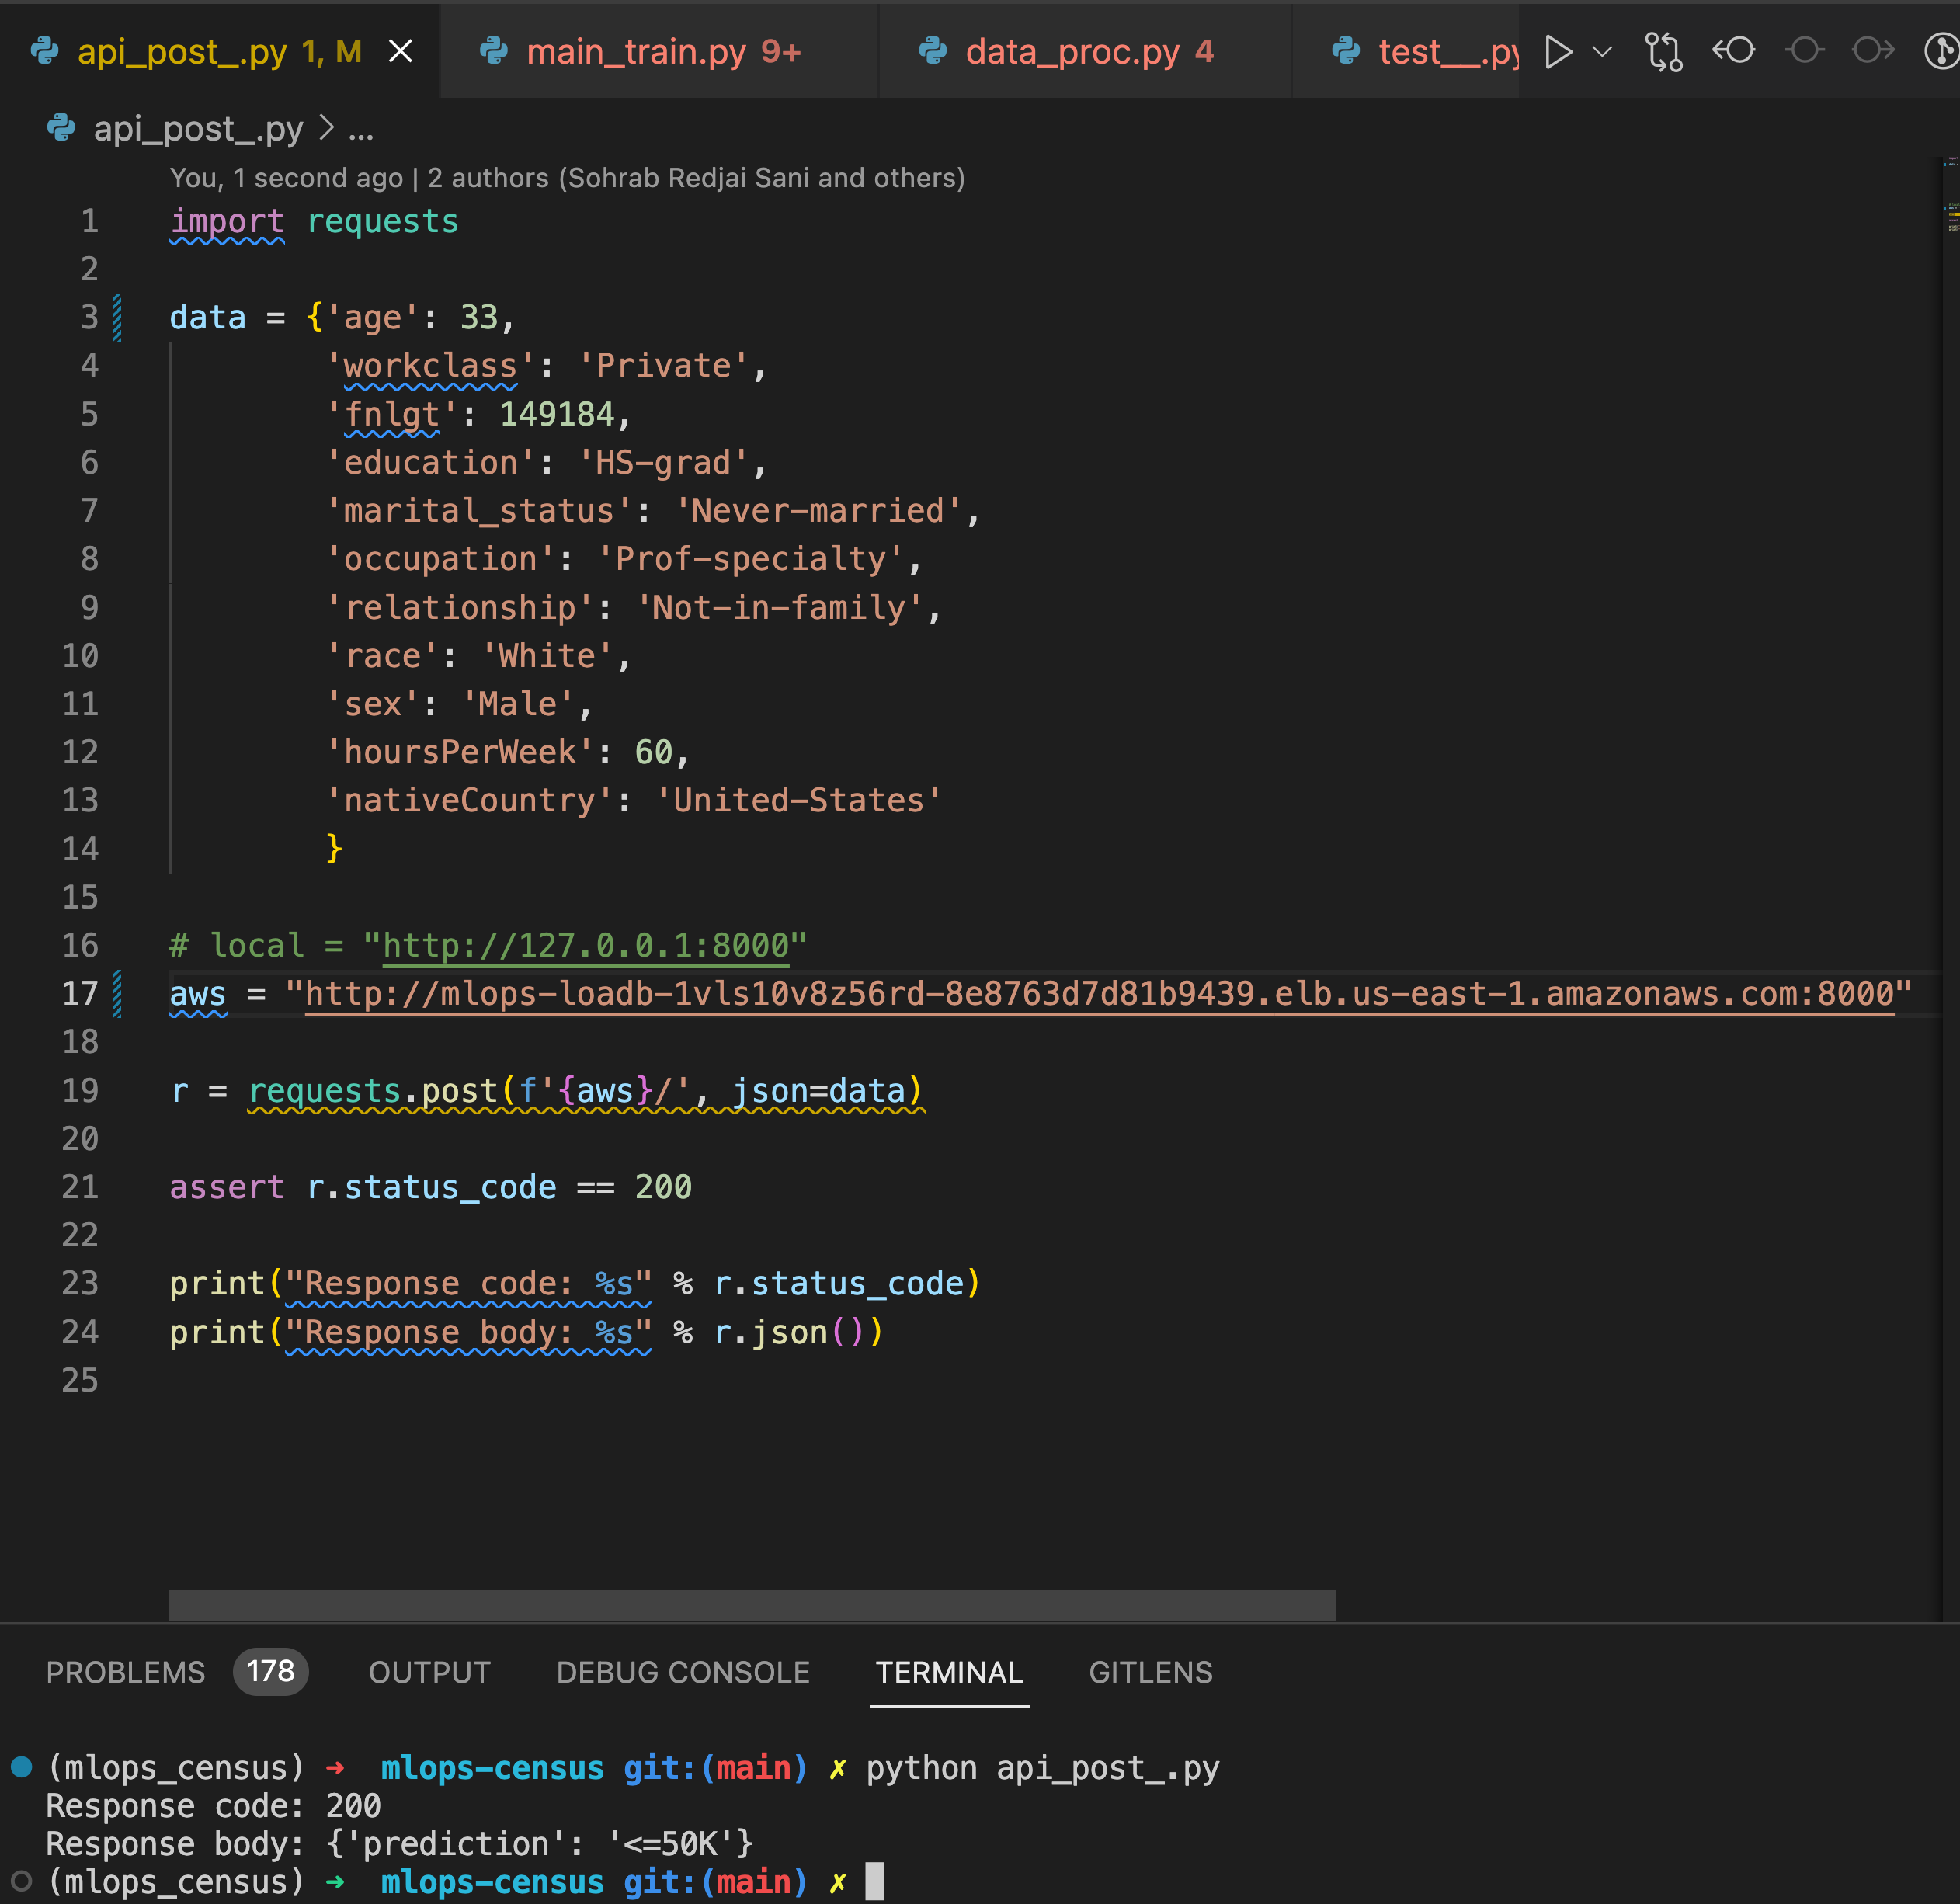 api_post_.py 1, M
main_train.py 9+
data_proc.py 4
test__.py
api_post_.py > ...
You, 1 second ago | 2 authors (Sohrab Redjai Sani and others)
1 import requests
2
3 data = {'age': 33,
4 'workclass': 'Private',
5 'fnlgt': 149184,
6 'education': 'HS-grad',
7 'marital_status': 'Never-married',
8 'occupation': 'Prof-specialty',
9 'relationship': 'Not-in-family',
10 'race': 'White',
11 'sex': 'Male',
12 'hoursPerWeek': 60,
13 'nativeCountry': 'United-States'
14 }
15
16 # local = "http://127.0.0.1:8000"
17 aws = "http://mlops-loadb-1vls10v8z56rd-8e8763d7d81b9439.elb.us-east-1.amazonaws.com:8000"
18
19 r = requests.post(f'{aws}/', json=data)
20
21 assert r.status_code == 200
22
23 print("Response code: %s" % r.status_code)
24 print("Response body: %s" % r.json())
25
PROBLEMS 178 OUTPUT DEBUG CONSOLE TERMINAL GITLENS
(mlops_census) → mlops-census git:(main) ✗ python api_post_.py
Response code: 200
Response body: {'prediction': '<=50K'}
(mlops_census) → mlops-census git:(main) ✗